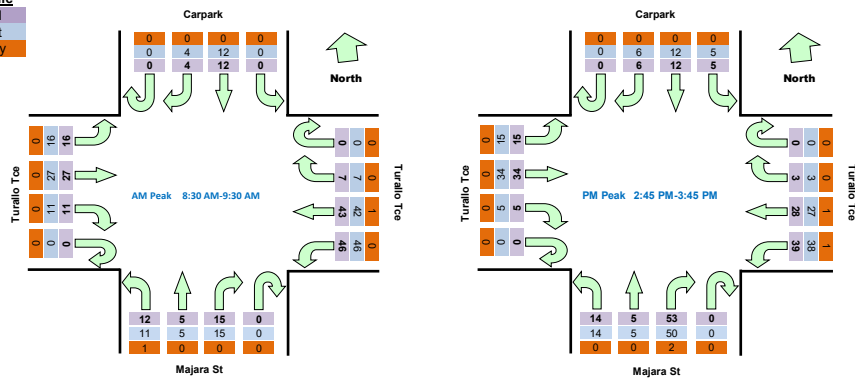 Carpark
0 0 0 0
0 4 12 0
0 4 12 0
North
Turallo Tce
0 16 16
0 27 27
0 11 11
0 0 0
AM Peak 8:30 AM-9:30 AM
0 0 0
7 7 0
43 42 1
46 46 0
Turallo Tce
12 5 15 0
11 5 15 0
1 0 0 0
Majara St
Carpark
0 0 0 0
0 6 12 5
0 6 12 5
North
Turallo Tce
0 15 15
0 34 34
0 5 5
0 0 0
PM Peak 2:45 PM-3:45 PM
0 0 0
3 3 0
28 27 1
39 38 1
Turallo Tce
14 5 53 0
14 5 50 0
0 0 2 0
Majara St